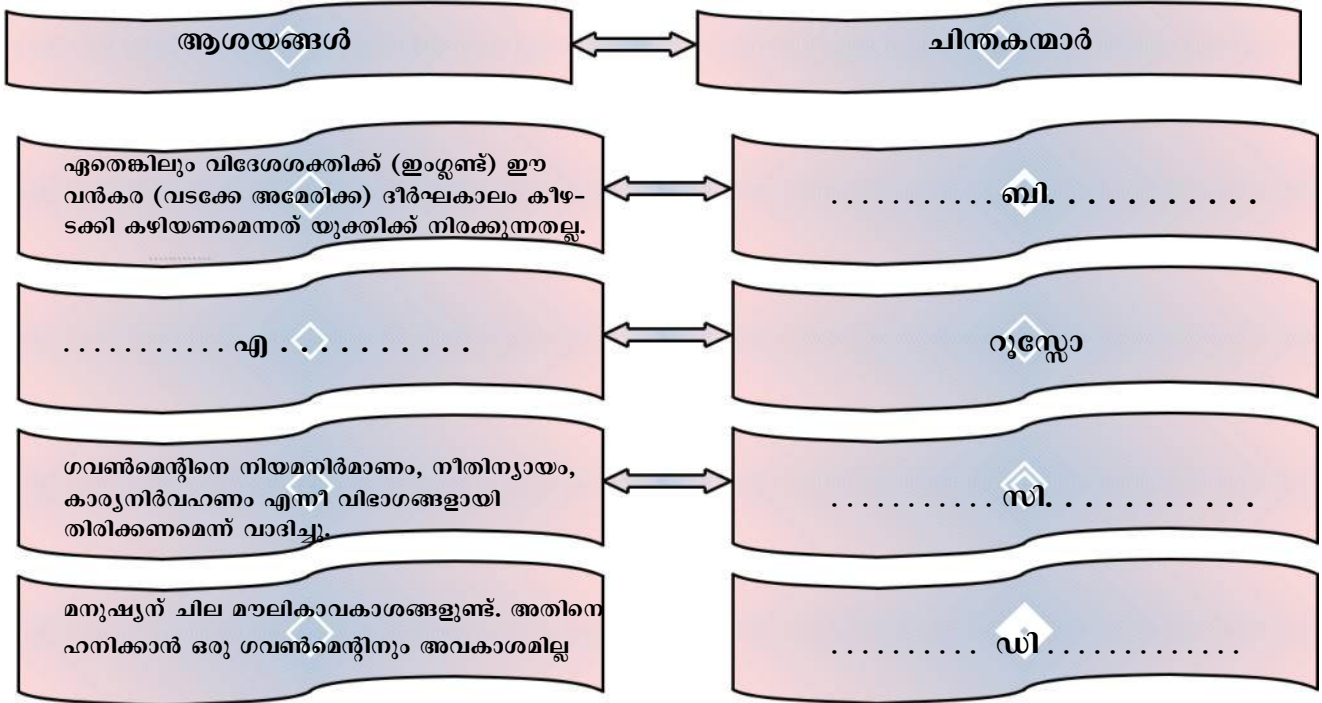 ആശയങ്ങൾ
ചിന്തകന്മാർ
ഏതെങ്കിലും വിദേശശക്തിക്ക് (ഇംഗ്ലണ്ട്) ഈ
വൻകര (വടക്കേ അമേരിക്ക) ദീർഘകാലം കീഴ-
ടക്കി കഴിയണമെന്നത് യുക്തിക്ക് നിരക്കുന്നതല്ല.
. . . . . . . . . . . ബി. . . . . . . . . . . .
. . . . . . . . . . . എ . . . . . . . . . .
റൂസ്സോ
ഗവൺമെന്റിനെ നിയമനിർമാണം, നീതിന്യായം,
കാര്യനിർവഹണം എന്നീ വിഭാഗങ്ങളായി
തിരിക്കണമെന്ന് വാദിച്ചു.
. . . . . . . . . . . സി. . . . . . . . . . . .
മനുഷ്യന് ചില മൗലികാവകാശങ്ങളുണ്ട്. അതിനെ
ഹനിക്കാൻ ഒരു ഗവൺമെന്റിനും അവകാശമില്ല
. . . . . . . . . . ഡി . . . . . . . . . . . . .